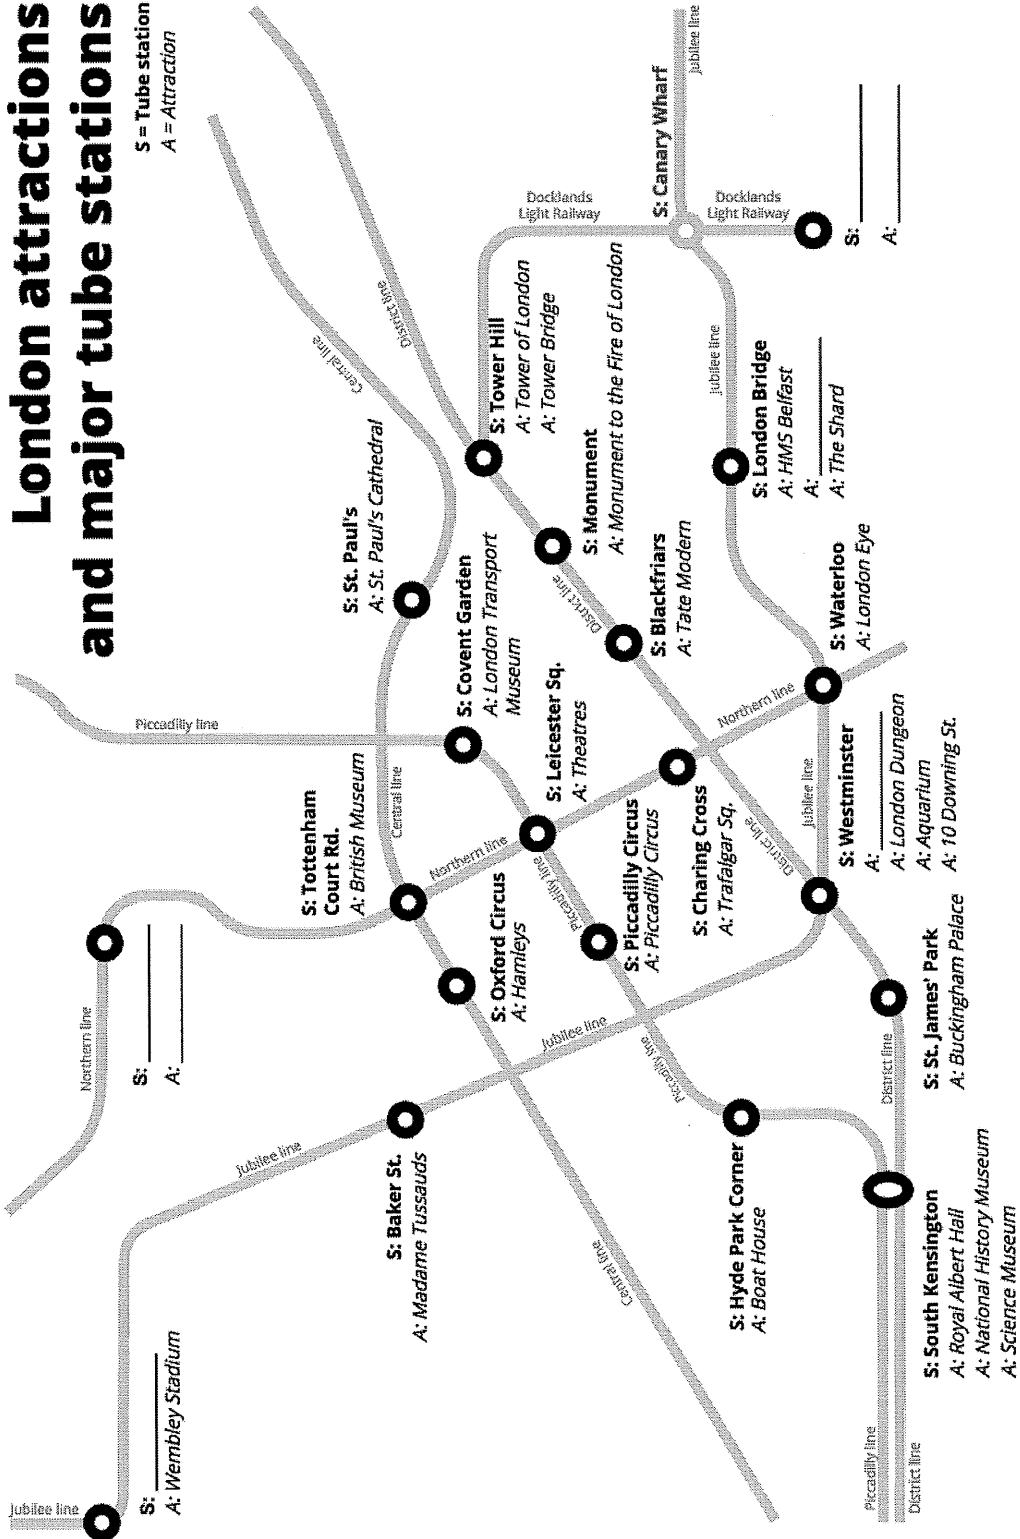 London attractions
and major tube stations
S = Tube station
A = Attraction
Jubilee line
S: ________
A: Wembley Stadium
Jubilee line
Northern line
S: ________
A: ________
Piccadilly line
S: Baker St.
A: Madame Tussauds
Jubilee line
S: Tottenham
Court Rd.
A: British Museum
Central line
S: St. Paul's
A: St. Paul's Cathedral
Central line
District line
S: Oxford Circus
A: Hamleys
Northern line
S: Covent Garden
A: London Transport
Museum
S: Leicester Sq.
A: Theatres
Piccadilly line
S: Tower Hill
A: Tower of London
A: Tower Bridge
Docklands
Light Railway
District line
S: Monument
A: Monument to the Fire of London
Central line
Piccadilly line
S: Piccadilly Circus
A: Piccadilly Circus
S: Blackfriars
A: Tate Modern
S: Canary Wharf
Jubilee line
Docklands
Light Railway
S: Charing Cross
A: Trafalgar Sq.
Northern line
Jubilee line
S: Hyde Park Corner
A: Boat House
District line
Jubilee line
S: London Bridge
A: HMS Belfast
A: ________
A: The Shard
S: ________
A: ________
S: Waterloo
A: London Eye
S: Westminster
A: ________
A: London Dungeon
A: Aquarium
A: 10 Downing St.
Piccadilly line
District line
District line
S: St. James' Park
A: Buckingham Palace
S: South Kensington
A: Royal Albert Hall
A: National History Museum
A: Science Museum